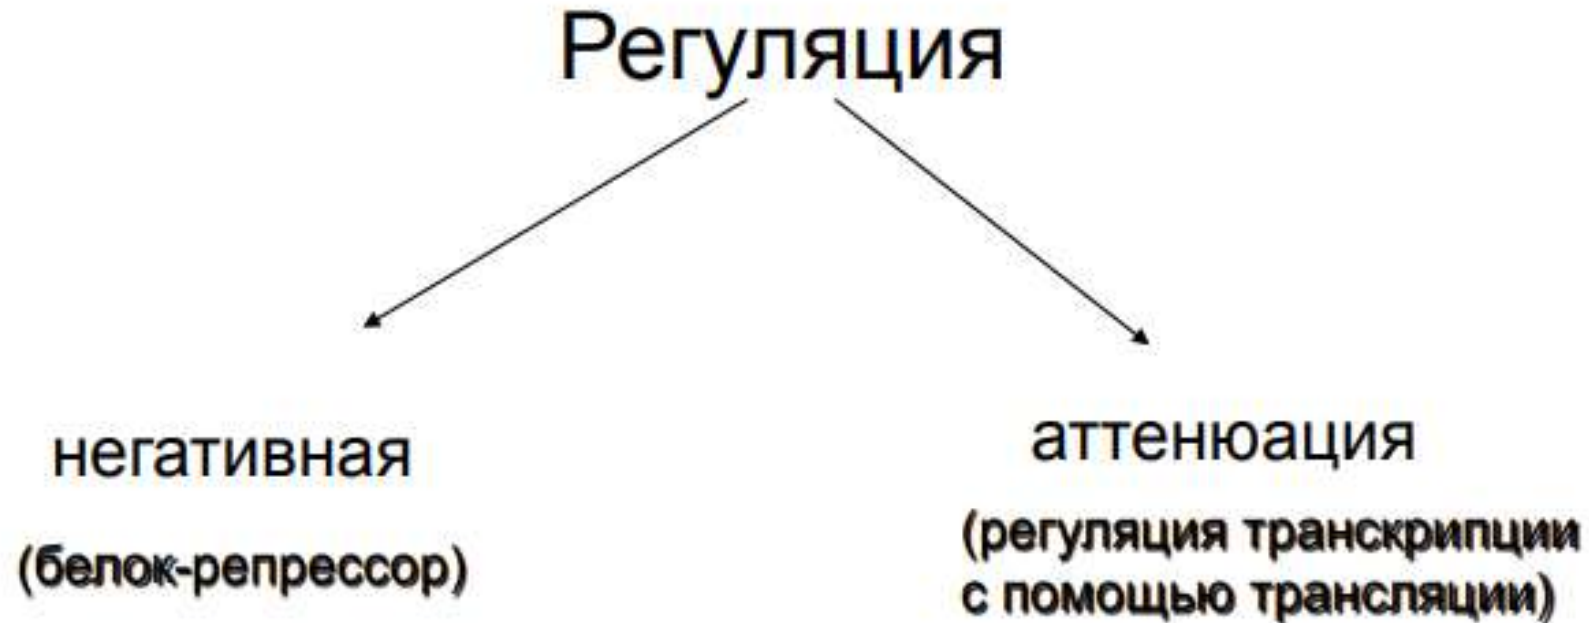 Регуляция
негативная
(белок-репрессор)
аттенюация
(регуляция транскрипции
с помощью трансляции)